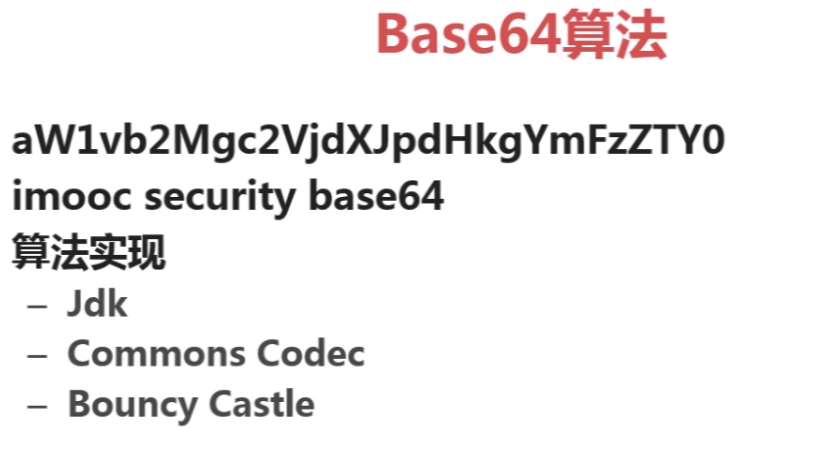 Base64算法
aW1vb2Mgc2VjdXJpdHkgYmFzZTY0
imooc security base64
算法实现
– Jdk
– Commons Codec
– Bouncy Castle